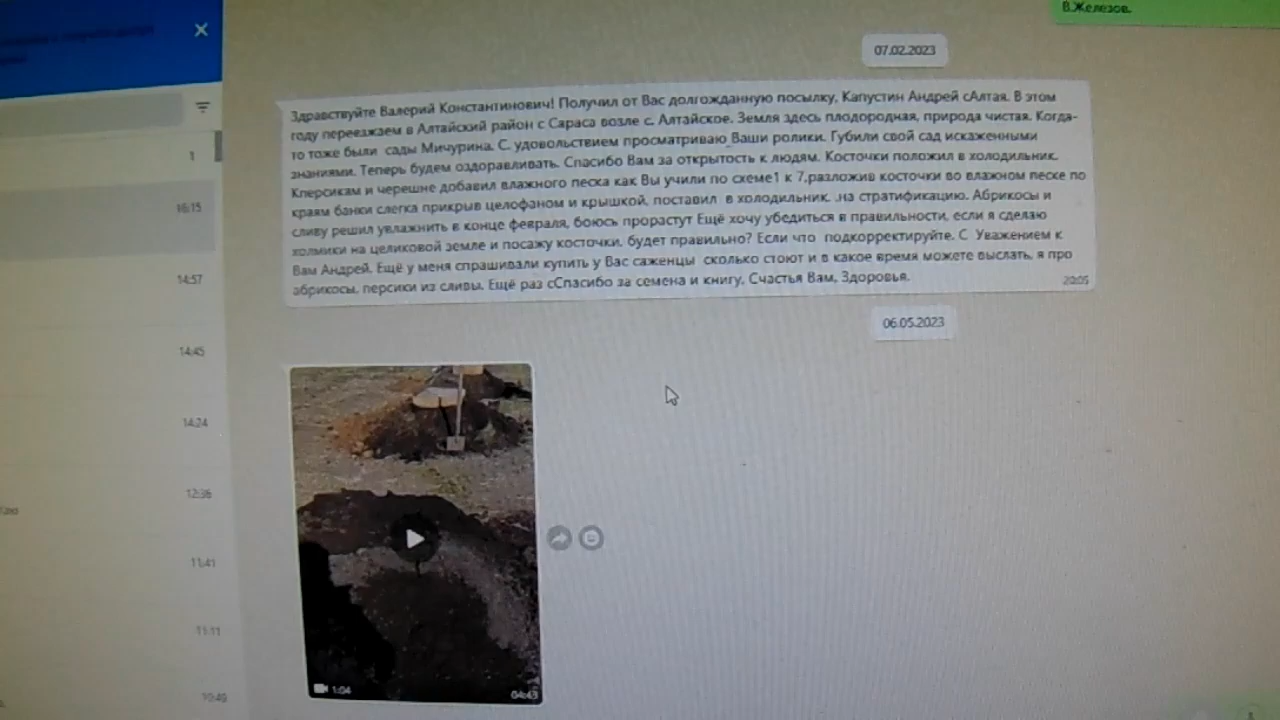 В.Железов.
07.02.2023
Здравствуйте Валерий Константинович! Получил от Вас долгожданную посылку, Капустин Андрей сАлтая. В этом
году переезжаем в Алтайский район с Сараса возле с. Алтайское. Земля здесь плодородная, природа чистая. Когда-
то тоже были сады Мичурина. С. удовольствием просматриваю Ваши ролики. Губили свой сад искаженными
знаниями. Теперь будем оздоравливать. Спасибо Вам за открытость к людям. Косточки положил в холодильник.
Кперсикам и черешне добавил влажного песка как Вы учили по схеме1 к 7,разложив косточки во влажном песке по
краям банки слегка прикрыв целофаном и крышкой, поставил в холодильник. .на стратификацию. Абрикосы и
сливу решил увлажнить в конце февраля, боюсь прорастут Ещё хочу убедиться в правильности, если я сделаю
холмики на целиковой земле и посажу косточки, будет правильно? Если что подкорректируйте. С Уважением к
Вам Андрей. Ещё у меня спрашивали купить у Вас саженцы сколько стоют и в какое время можете выслать, я про
абрикосы, персики из сливы. Ещё раз сСпасибо за семена и книгу, Счастья Вам, Здоровья.
20:05
06.05.2023
1:04
04:43
1
16:15
14:57
14:45
14:24
12:36
11:41
11:11
10:49